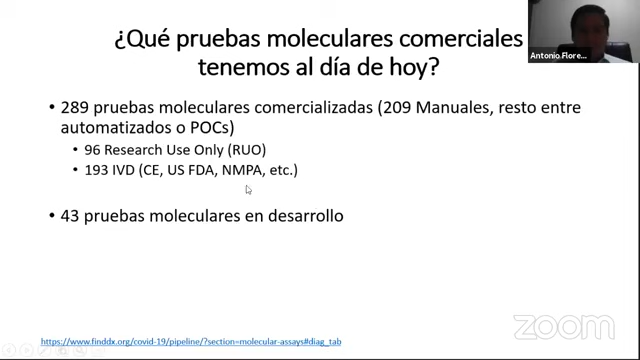 ¿Qué pruebas moleculares comerciales
tenemos al día de hoy?
Antonio Flore...
• 289 pruebas moleculares comercializadas (209 Manuales, resto entre
automatizados o POCs)
• 96 Research Use Only (RUO)
• 193 IVD (CE, US FDA, NMPA, etc.)
• 43 pruebas moleculares en desarrollo
https://www.finddx.org/covid-19/pipeline/?section=molecular-assays#diag_tab
zoom